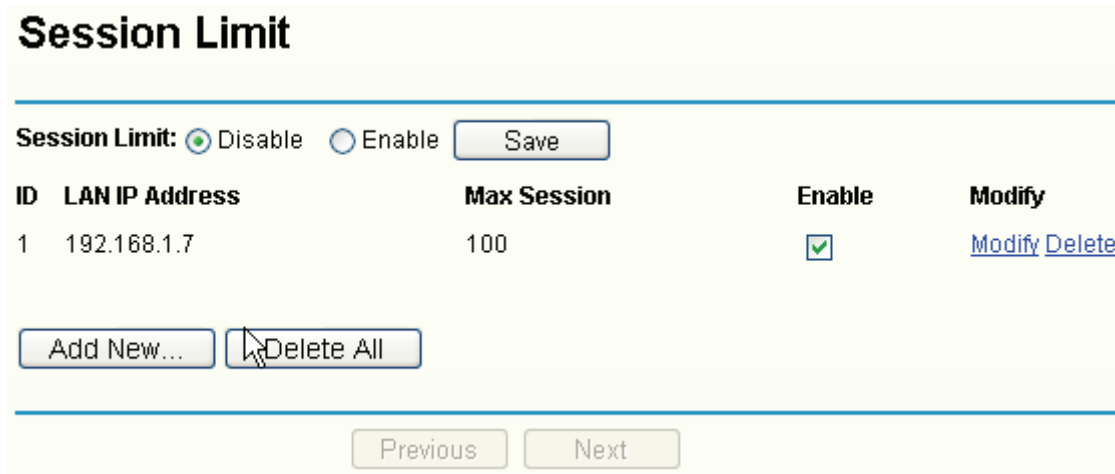 Session Limit
Session Limit: Disable Enable Save
ID LAN IP Address Max Session Enable Modify
1 192.168.1.7 100 Modify Delete
Add New... Delete All
Previous Next